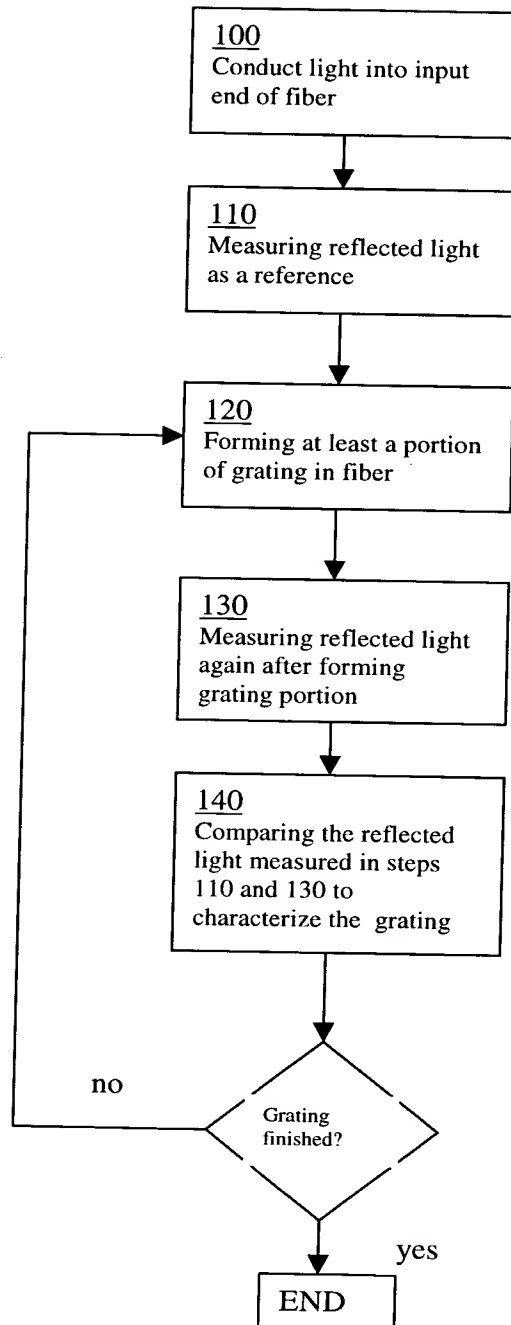 100
Conduct light into input
end of fiber
110
Measuring reflected light
as a reference
120
Forming at least a portion
of grating in fiber
130
Measuring reflected light
again after forming
grating portion
140
Comparing the reflected
light measured in steps
110 and 130 to
characterize the grating
no
Grating
finished?
yes
END